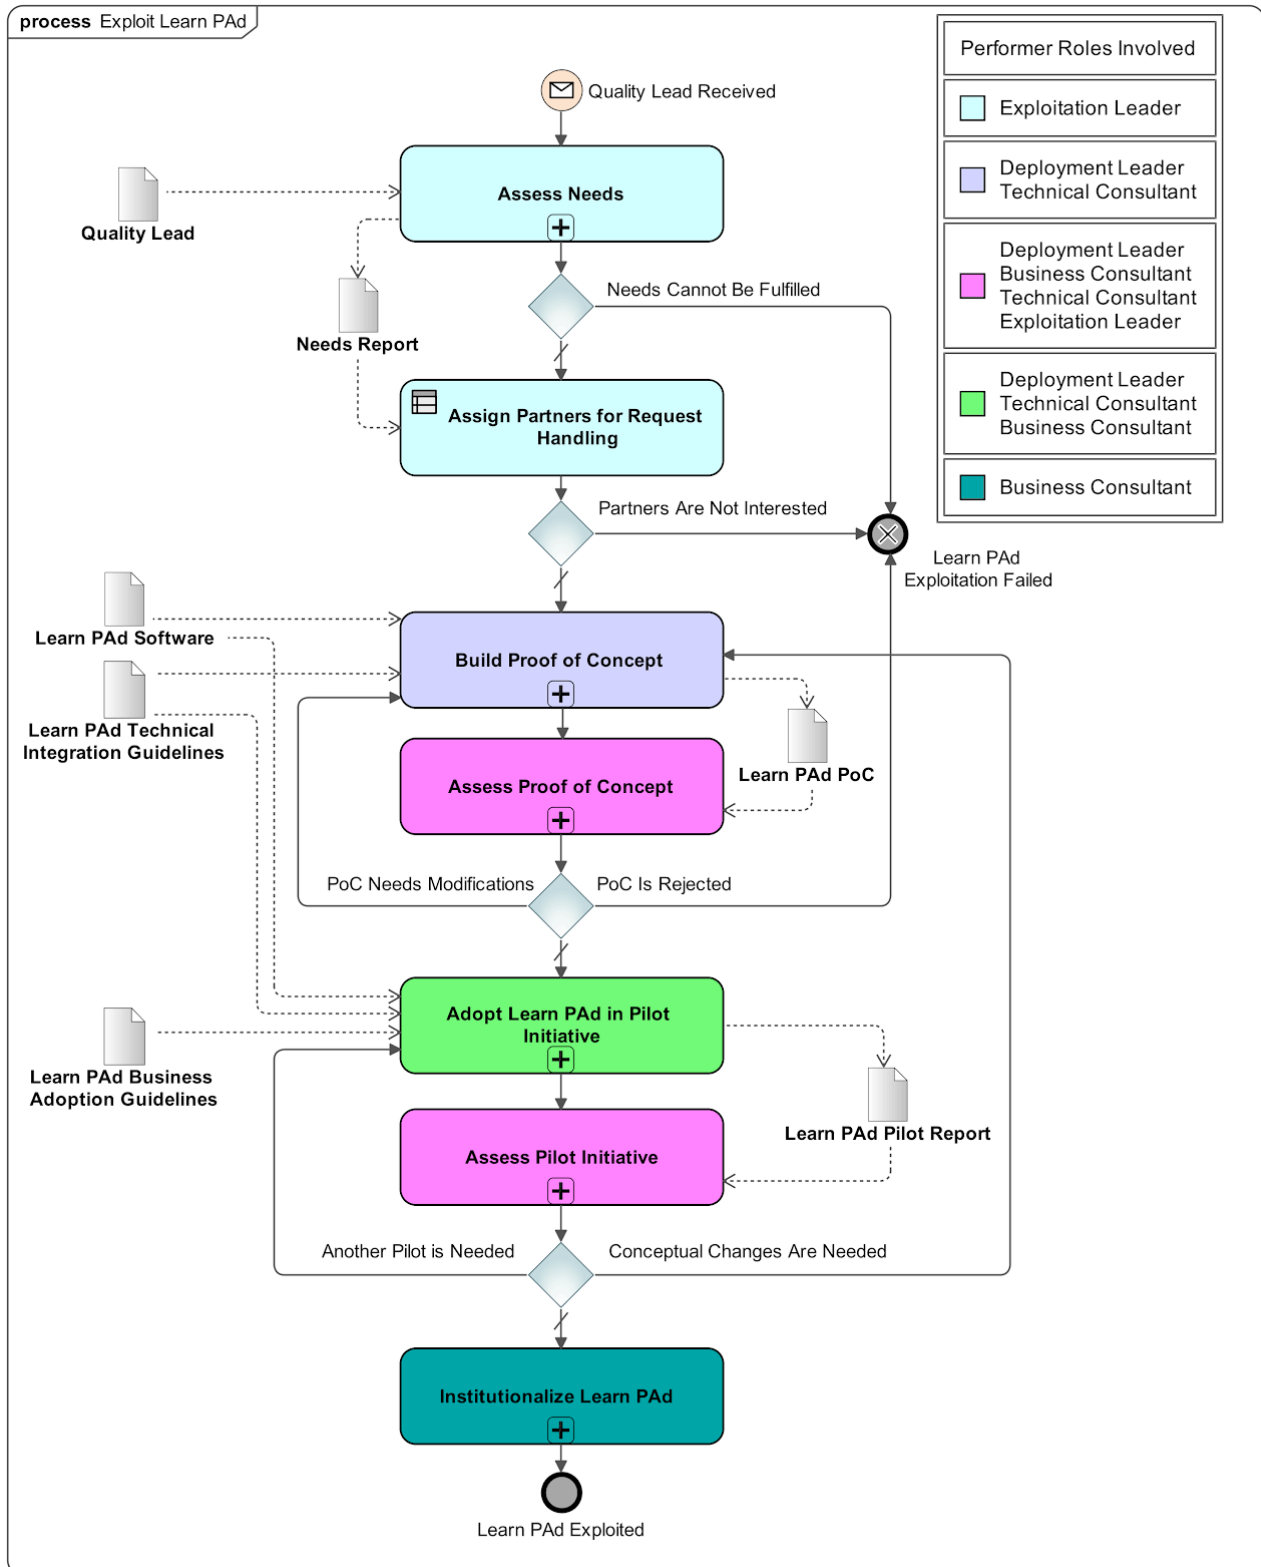 process Exploit Learn PAd
Performer Roles Involved
Exploitation Leader
Deployment Leader
Technical Consultant
Deployment Leader
Business Consultant
Technical Consultant
Exploitation Leader
Deployment Leader
Technical Consultant
Business Consultant
Business Consultant
Quality Lead Received
Assess Needs
Quality Lead
Needs Cannot Be Fulfilled
Needs Report
Assign Partners for Request
Handling
Partners Are Not Interested
Learn PAd
Exploitation Failed
Learn PAd Software
Build Proof of Concept
Learn PAd Technical
Integration Guidelines
Learn PAd PoC
Assess Proof of Concept
PoC Needs Modifications
PoC Is Rejected
Adopt Learn PAd in Pilot
Initiative
Learn PAd Business
Adoption Guidelines
Learn PAd Pilot Report
Assess Pilot Initiative
Another Pilot is Needed
Conceptual Changes Are Needed
Institutionalize Learn PAd
Learn PAd Exploited